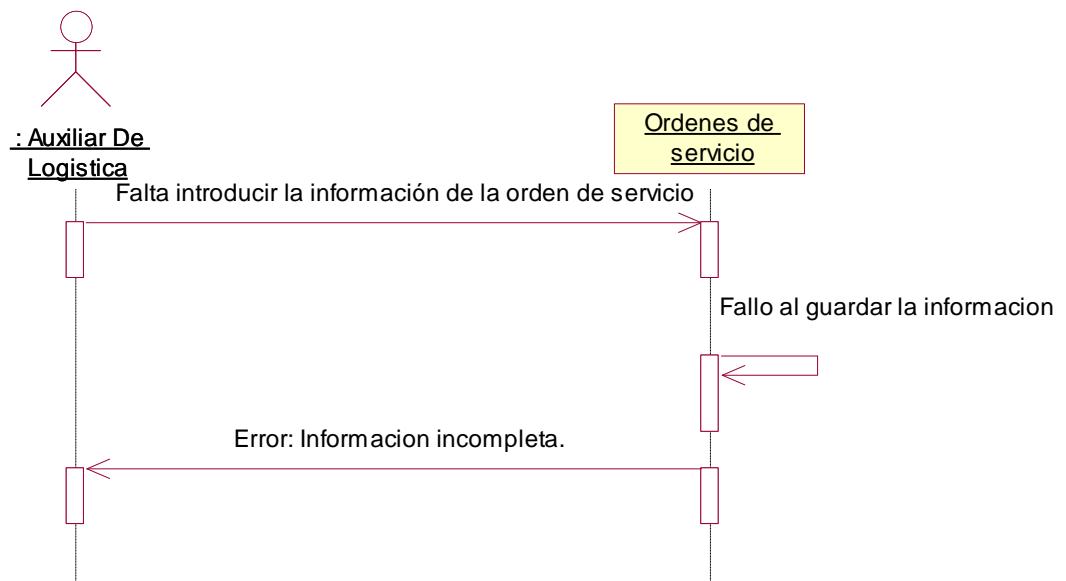 : Auxiliar De
Logistica
Ordenes de
servicio
Falta introducir la información de la orden de servicio
Fallo al guardar la informacion
Error: Informacion incompleta.